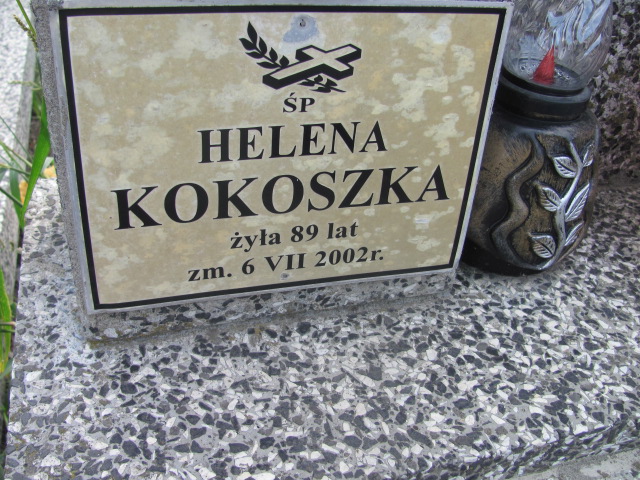 ŚP
HELENA
KOKOSZKA
żyła 89 lat
zm. 6 VII 2002r.